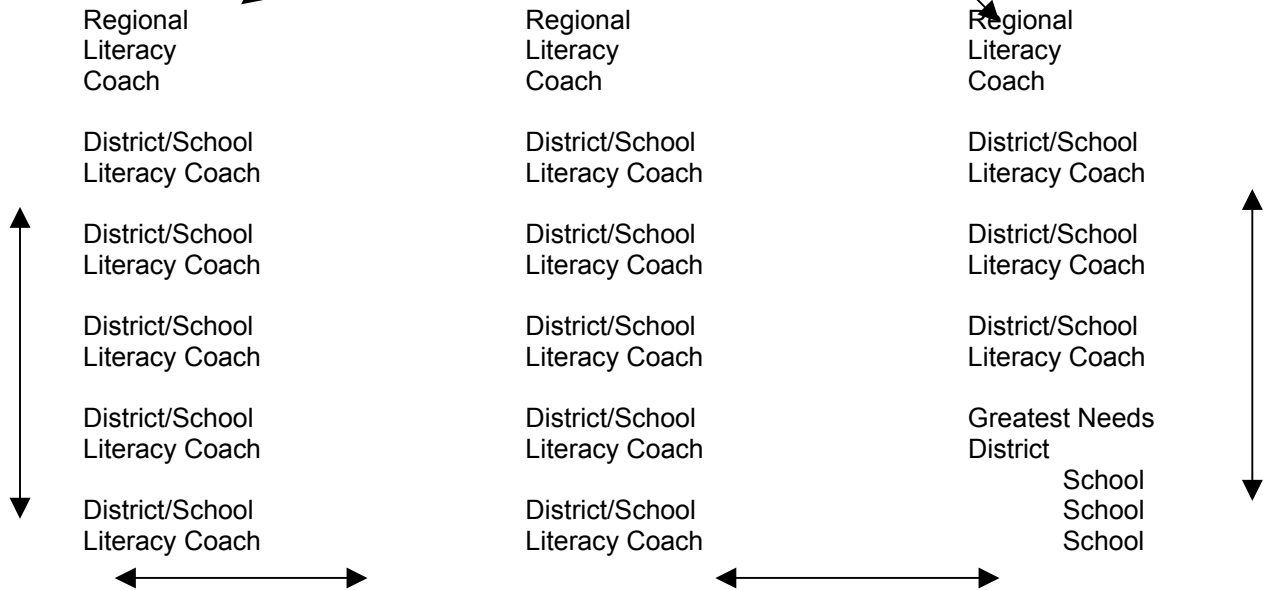 Regional
Literacy
Coach
District/School
Literacy Coach
District/School
Literacy Coach
District/School
Literacy Coach
District/School
Literacy Coach
District/School
Literacy Coach
Regional
Literacy
Coach
District/School
Literacy Coach
District/School
Literacy Coach
District/School
Literacy Coach
District/School
Literacy Coach
District/School
Literacy Coach
Regional
Literacy
Coach
District/School
Literacy Coach
District/School
Literacy Coach
District/School
Literacy Coach
Greatest Needs
District
School
School
School